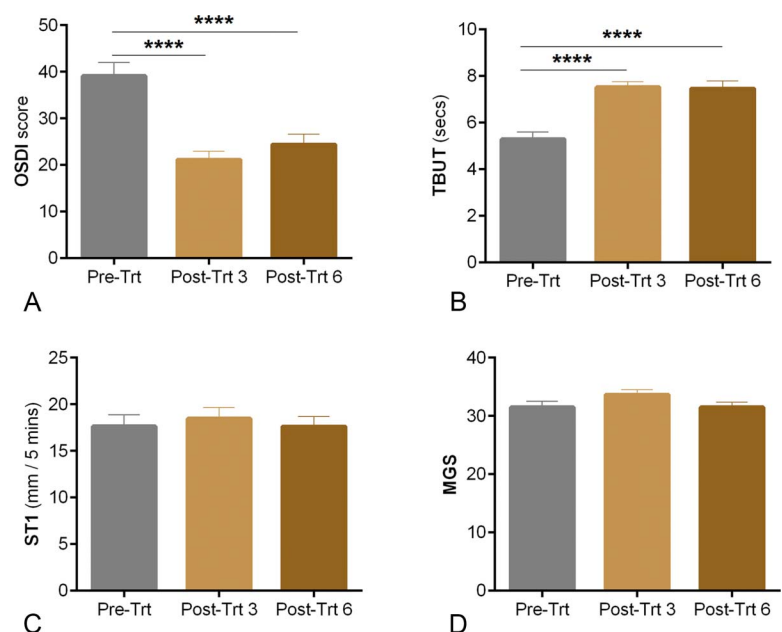 **** ****
OSDI score
50
40
30
20
10
0
Pre-Trt Post-Trt 3 Post-Trt 6
A
**** ****
TBUT (secs)
10
8
6
4
2
0
Pre-Trt Post-Trt 3 Post-Trt 6
B
ST1 (mm / 5 mins)
25
20
15
10
5
0
Pre-Trt Post-Trt 3 Post-Trt 6
C
MGS
40
30
20
10
0
Pre-Trt Post-Trt 3 Post-Trt 6
D